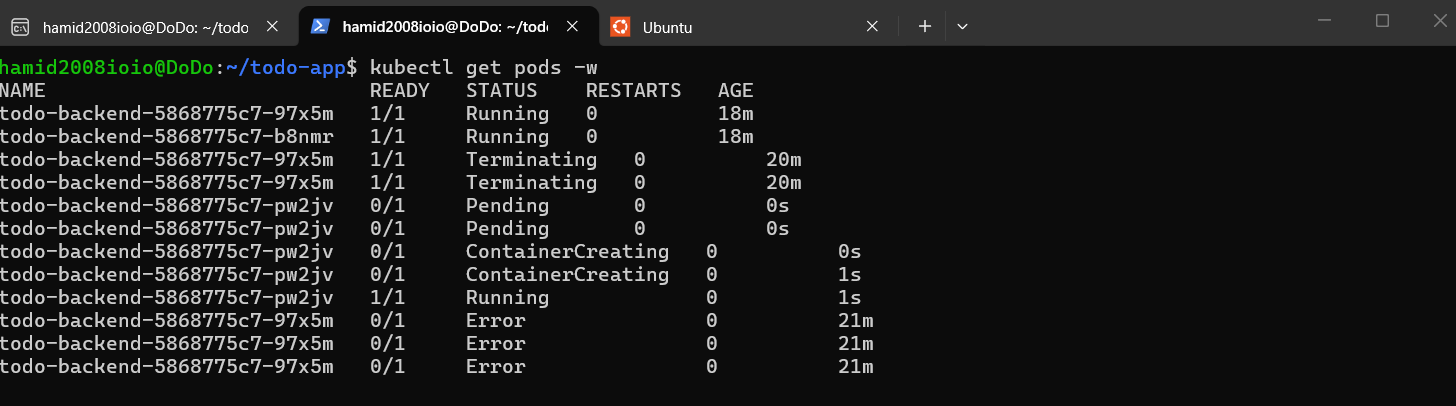 hamid2008ioio@DoDo: ~/todo hamid2008ioio@DoDo: ~/tod Ubuntu
hamid2008ioio@DoDo:~/todo-app$ kubectl get pods -w
NAME READY STATUS RESTARTS AGE
todo-backend-5868775c7-97x5m 1/1 Running 0 18m
todo-backend-5868775c7-b8nmr 1/1 Running 0 18m
todo-backend-5868775c7-97x5m 1/1 Terminating 0 20m
todo-backend-5868775c7-97x5m 1/1 Terminating 0 20m
todo-backend-5868775c7-pw2jv 0/1 Pending 0 0s
todo-backend-5868775c7-pw2jv 0/1 Pending 0 0s
todo-backend-5868775c7-pw2jv 0/1 ContainerCreating 0 0s
todo-backend-5868775c7-pw2jv 0/1 ContainerCreating 0 1s
todo-backend-5868775c7-pw2jv 1/1 Running 0 1s
todo-backend-5868775c7-97x5m 0/1 Error 0 21m
todo-backend-5868775c7-97x5m 0/1 Error 0 21m
todo-backend-5868775c7-97x5m 0/1 Error 0 21m